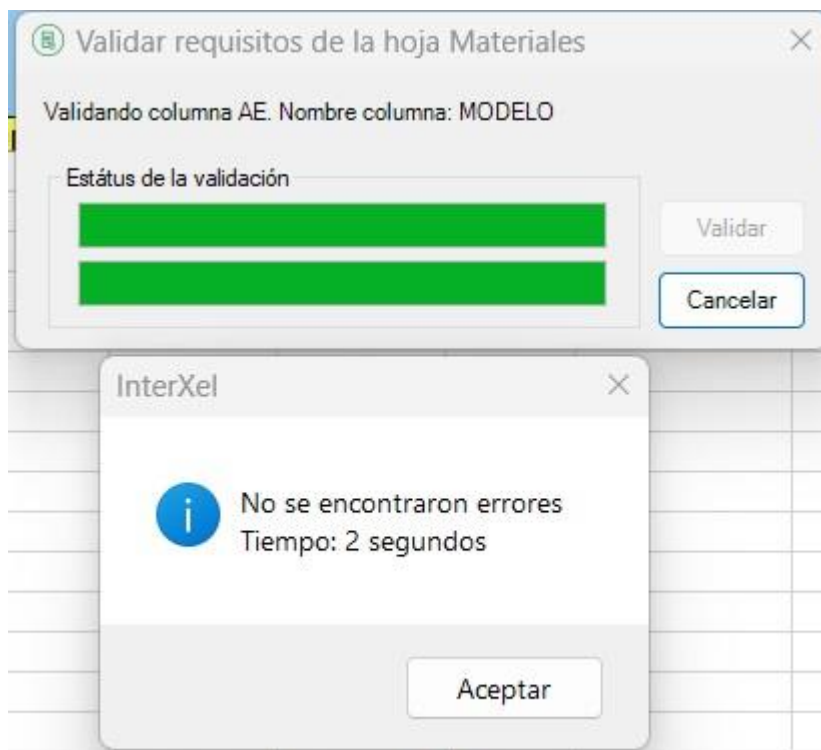 Validar requisitos de la hoja Materiales
Validando columna AE. Nombre columna: MODELO
Estátus de la validación
Validar
Cancelar
InterXel
No se encontraron errores
Tiempo: 2 segundos
Aceptar